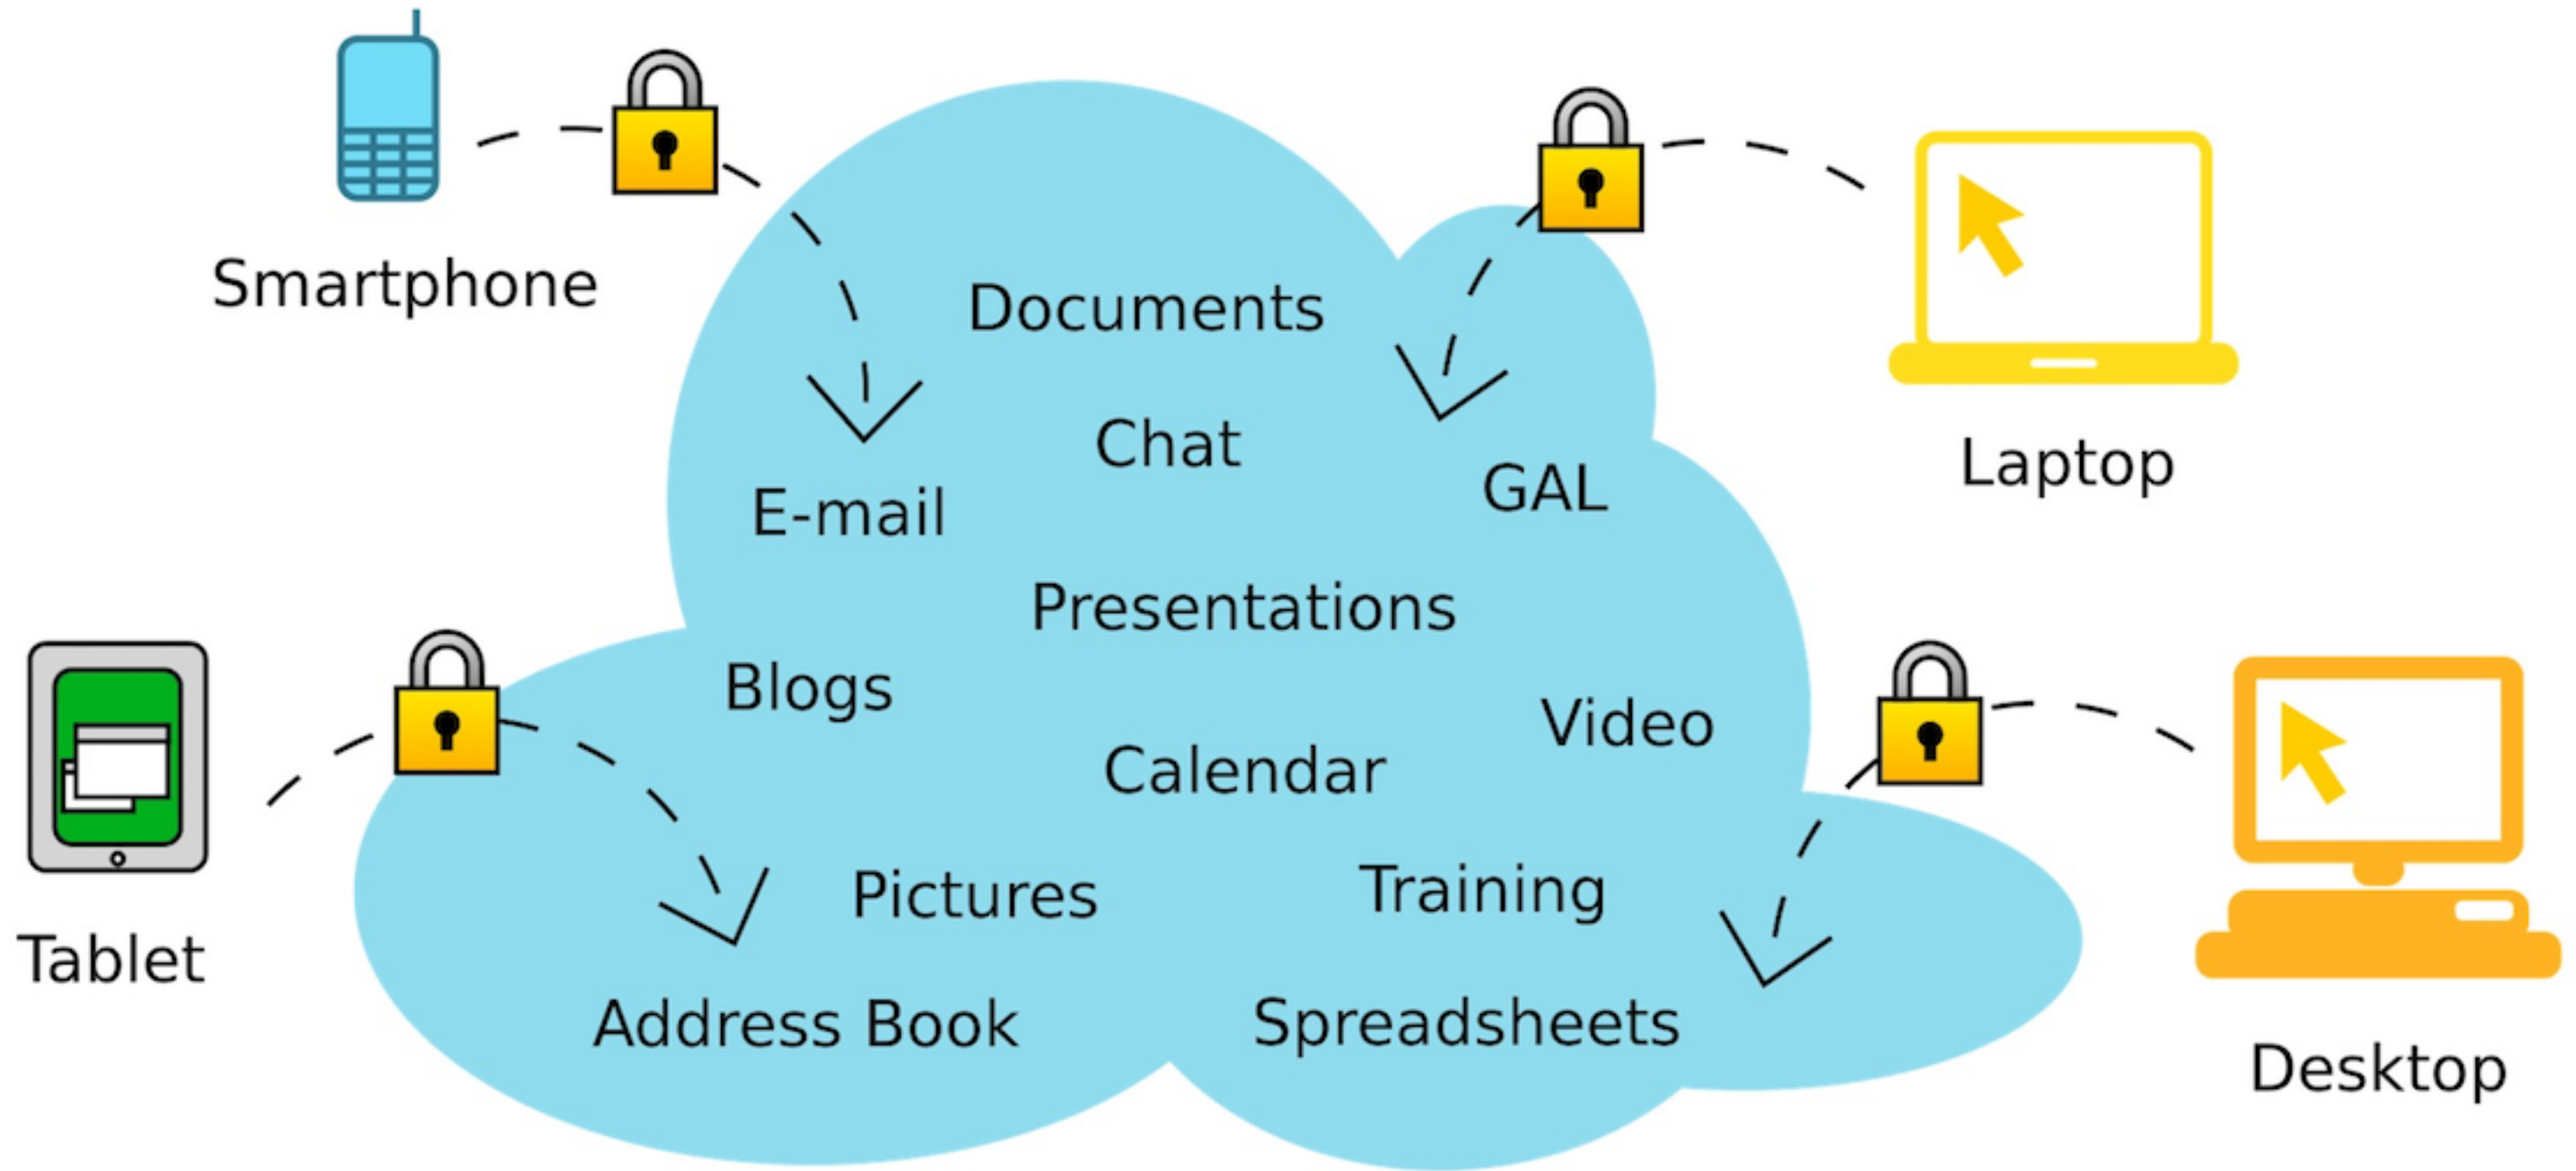 Smartphone
Documents
Chat
Laptop
GAL
E-mail
Presentations
Blogs
Video
Calendar
Pictures
Training
Tablet
Address Book
Spreadsheets
Desktop